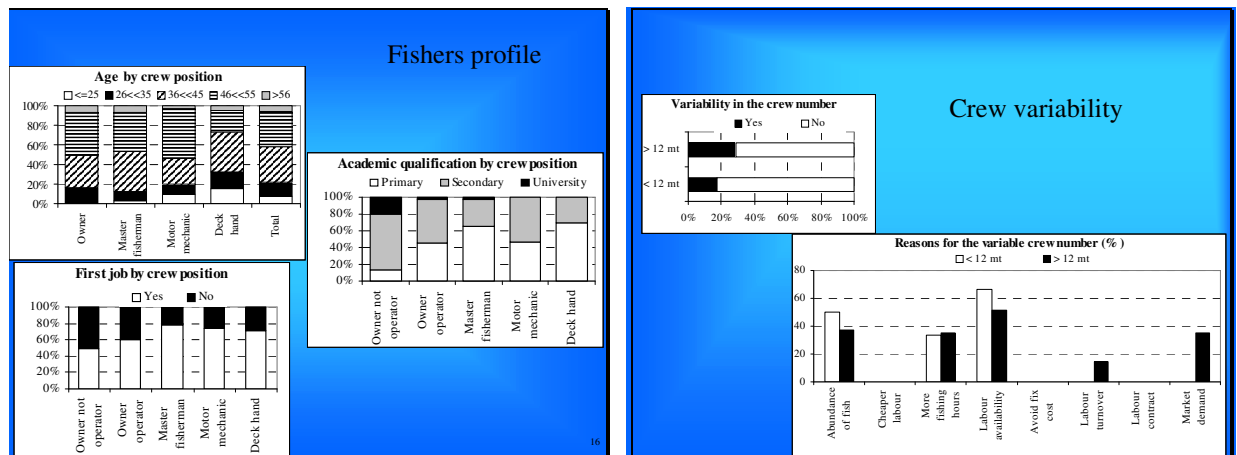 Fishers profile
Age by crew position
<=25 26<<35 36<<45 46<<55 >56
100%
80%
60%
40%
20%
0%
Owner
Master
fisherman
Motor
mechanic
Deck
hand
Total
Academic qualification by crew position
Primary Secondary University
100%
80%
60%
40%
20%
0%
Owner not
operator
Owner
operator
Master
fisherman
Motor
mechanic
Deck hand
First job by crew position
Yes No
100%
80%
60%
40%
20%
0%
Owner not
operator
Owner
operator
Master
fisherman
Motor
mechanic
Deck hand
16
Crew variability
Variability in the crew number
Yes No
> 12 mt
< 12 mt
0% 20% 40% 60% 80% 100%
Reasons for the variable crew number (% )
< 12 mt > 12 mt
80
60
40
20
0
Abundance
of fish
Cheaper
labour
More
fishing
hours
Labour
availability
Avoid fix
cost
Labour
turnover
Labour
contract
Market
demand